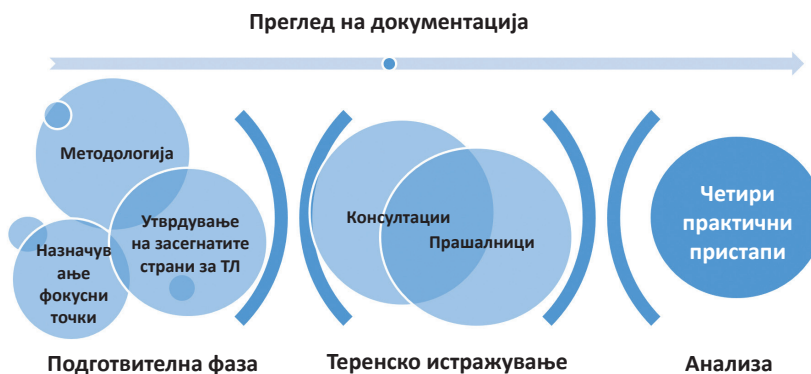 Преглед на документација
Методологија
Назначув
ање
фокусни
точки
Утврдување
на засегнатите
страни за ТЛ
Консултации
Прашалници
Четири
практични
пристапи
Подготвителна фаза
Теренско истражување
Анализа